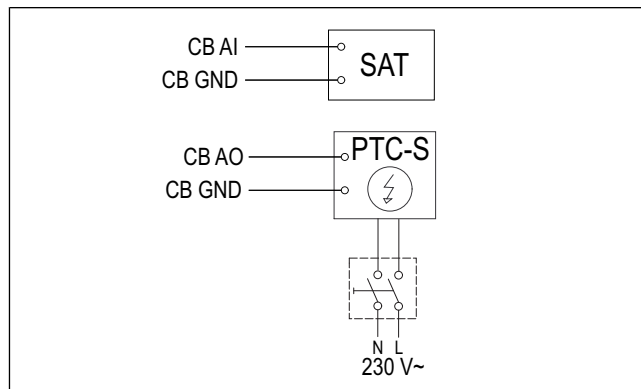 CB AI
SAT
CB GND
CB AO
PTC-S
CB GND
N L
230 V~